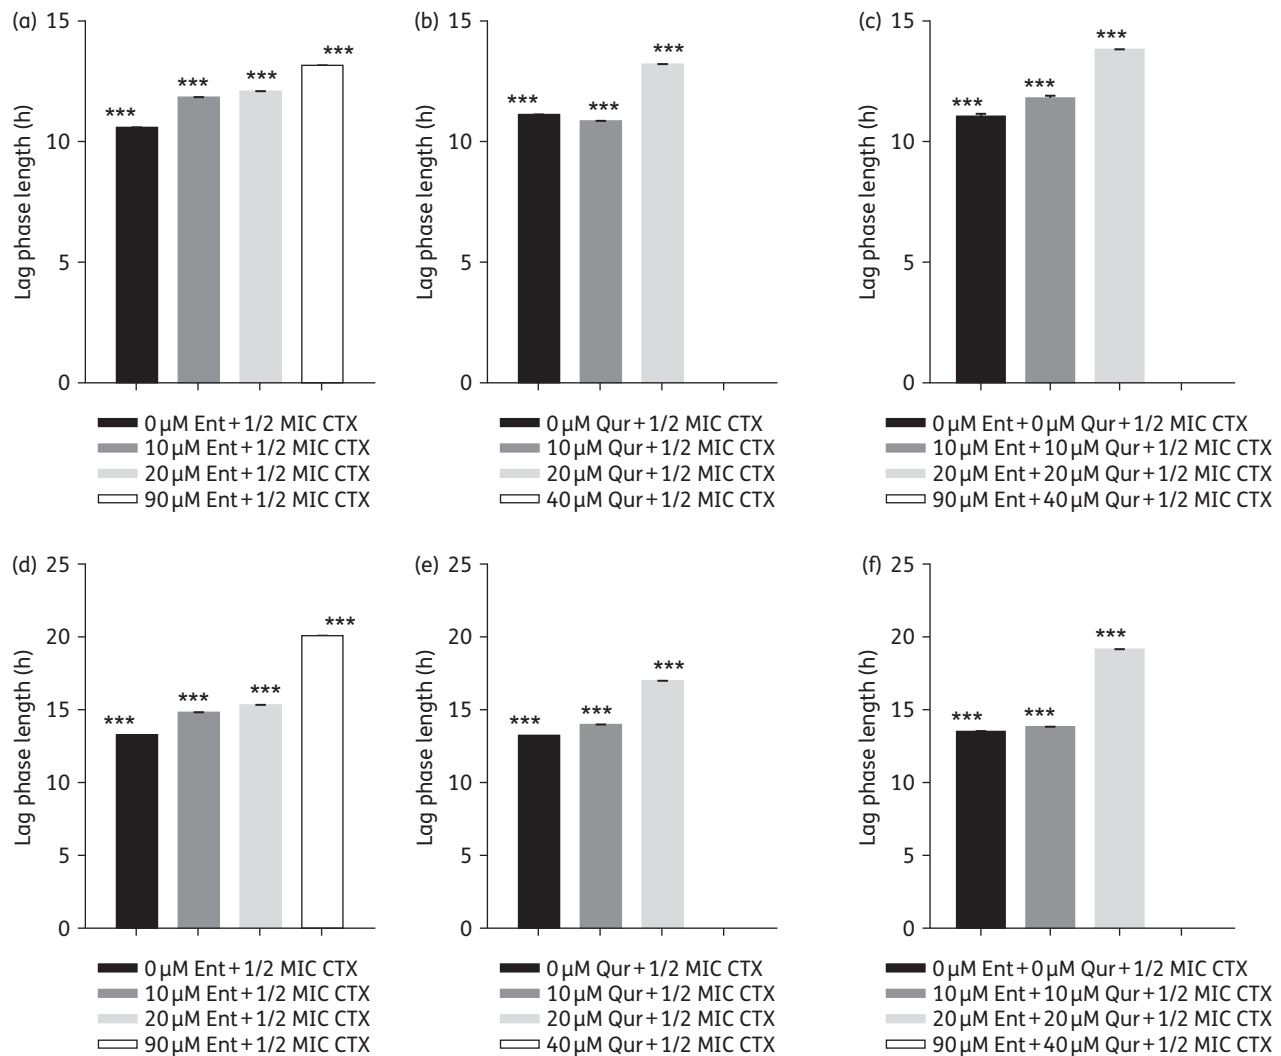 (a)
15
10
5
0
Lag phase length (h)
***
***
***
***
0 µM Ent + 1/2 MIC CTX
10 µM Ent + 1/2 MIC CTX
20 µM Ent + 1/2 MIC CTX
90 µM Ent + 1/2 MIC CTX
(b)
15
10
5
0
Lag phase length (h)
***
***
***
0 µM Qur + 1/2 MIC CTX
10 µM Qur + 1/2 MIC CTX
20 µM Qur + 1/2 MIC CTX
40 µM Qur + 1/2 MIC CTX
(c)
15
10
5
0
Lag phase length (h)
***
***
***
0 µM Ent + 0 µM Qur + 1/2 MIC CTX
10 µM Ent + 10 µM Qur + 1/2 MIC CTX
20 µM Ent + 20 µM Qur + 1/2 MIC CTX
90 µM Ent + 40 µM Qur + 1/2 MIC CTX
(d)
25
20
15
10
5
0
Lag phase length (h)
***
***
***
***
0 µM Ent + 1/2 MIC CTX
10 µM Ent + 1/2 MIC CTX
20 µM Ent + 1/2 MIC CTX
90 µM Ent + 1/2 MIC CTX
(e)
25
20
15
10
5
0
Lag phase length (h)
***
***
***
0 µM Qur + 1/2 MIC CTX
10 µM Qur + 1/2 MIC CTX
20 µM Qur + 1/2 MIC CTX
40 µM Qur + 1/2 MIC CTX
(f)
25
20
15
10
5
0
Lag phase length (h)
***
***
***
0 µM Ent + 0 µM Qur + 1/2 MIC CTX
10 µM Ent + 10 µM Qur + 1/2 MIC CTX
20 µM Ent + 20 µM Qur + 1/2 MIC CTX
90 µM Ent + 40 µM Qur + 1/2 MIC CTX